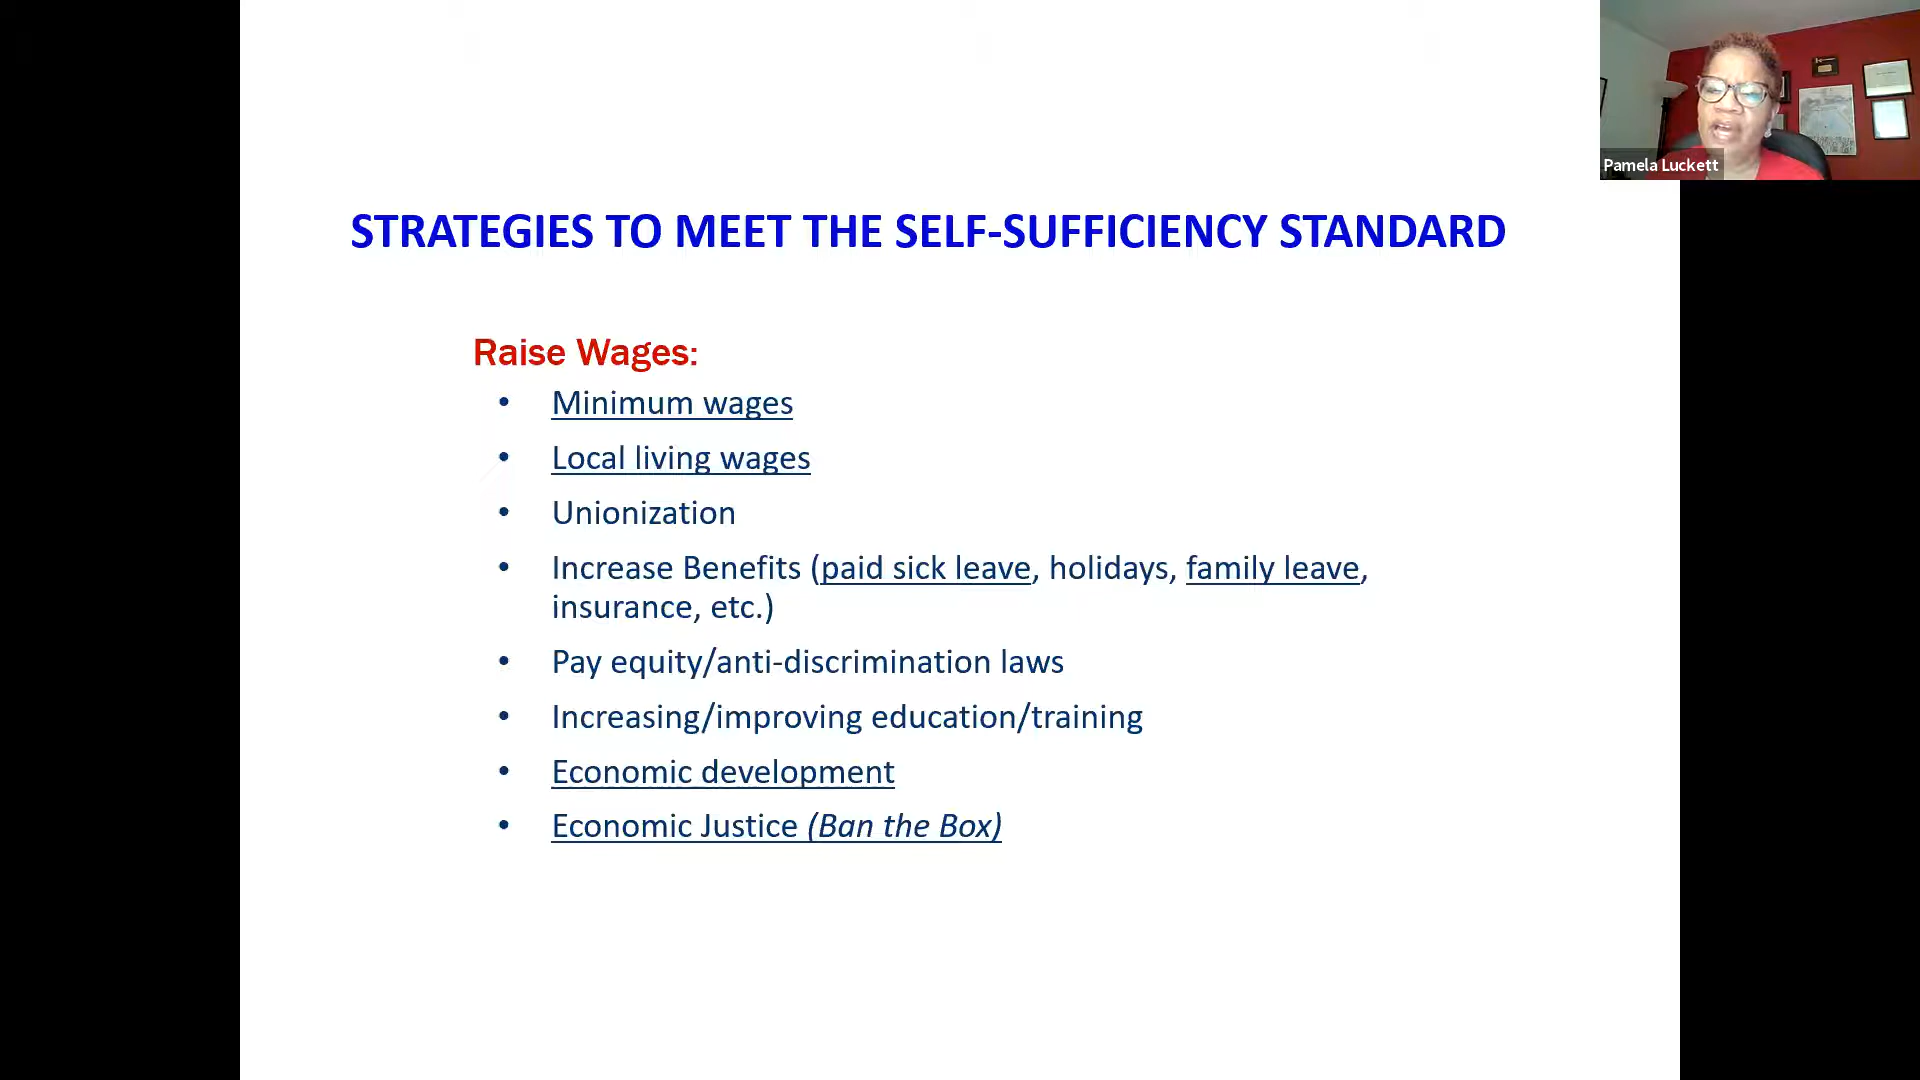 Pamela Luckett
STRATEGIES TO MEET THE SELF-SUFFICIENCY STANDARD
Raise Wages:
• Minimum wages
• Local living wages
• Unionization
• Increase Benefits (paid sick leave, holidays, family leave,
insurance, etc.)
• Pay equity/anti-discrimination laws
• Increasing/improving education/training
• Economic development
• Economic Justice (Ban the Box)